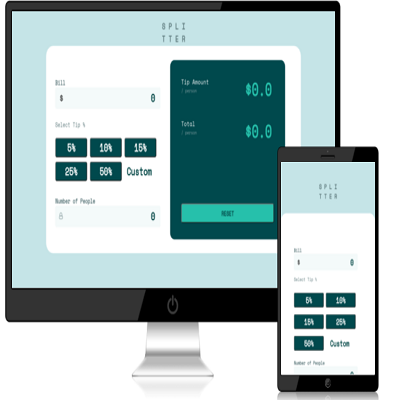 SPLI
TTER
Bill
$
0
Select Tip %
5%
10%
15%
25%
50%
Custom
Number of People
0
Tip Amount
/ person
$0.0
Total
/ person
$0.0
RESET
SPLI
TTER
Bill
$
0
Select Tip %
5%
10%
15%
25%
50%
Custom
Number of People